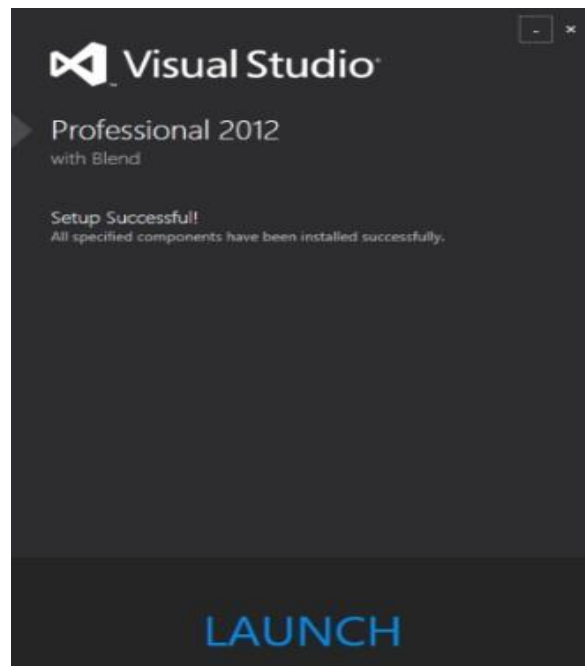 Visual Studio
Professional 2012
with Blend
Setup Successful!
All specified components have been installed successfully.
LAUNCH